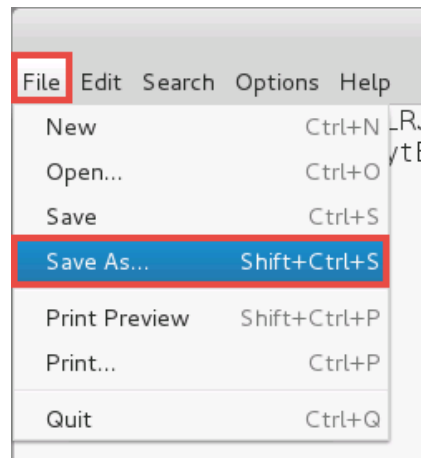 File Edit Search Options Help
New Ctrl+N
Open... Ctrl+O
Save Ctrl+S
Save As... Shift+Ctrl+S
Print Preview Shift+Ctrl+P
Print... Ctrl+P
Quit Ctrl+Q